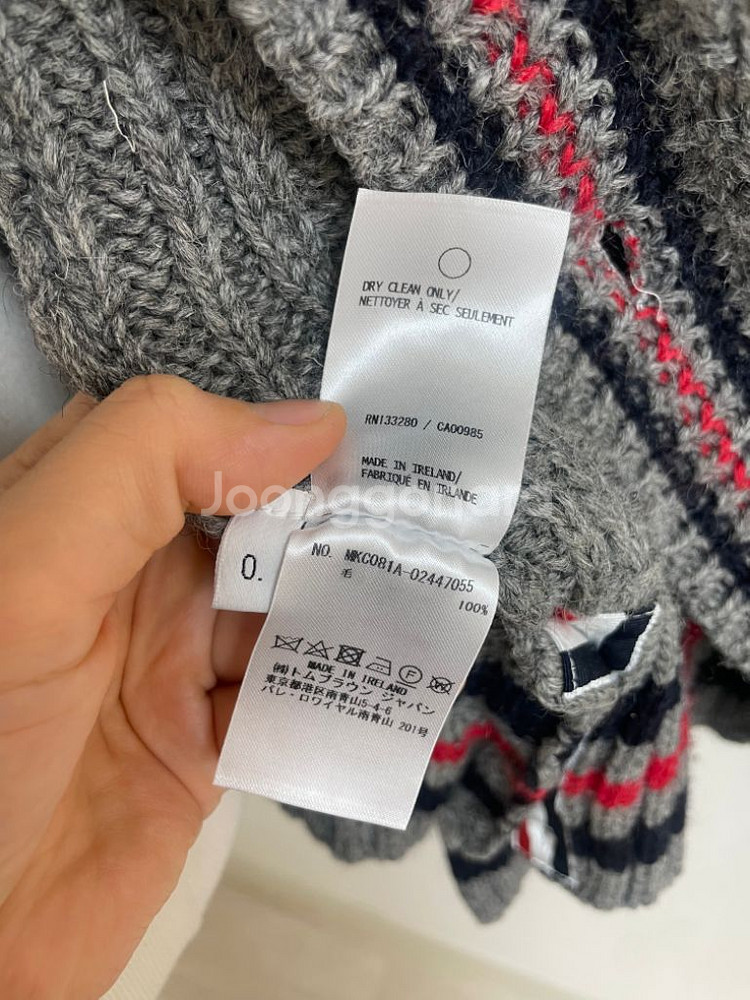 DRY CLEAN ONLY/
NETTOYER À SEC SEULEMENT
RN133280 / CA00985
MADE IN IRELAND/
FABRIQUÉ EN IRLANDE
Joonggonara
0.
NO. MKC081A-02447055
毛
100%
F
W
MADE IN IRELAND
㈱トムブラウン ジャパン
東京都港区南青山5-4-6
パレ・ロワイヤル南青山 201号